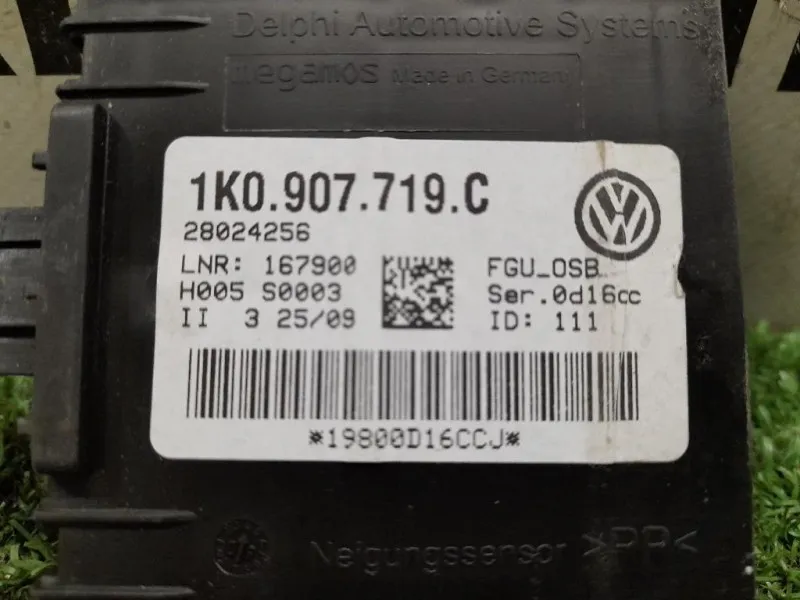 Delphi Automotive Systems
megamos Made in Germany
1K0.907.719.C
28024256
LNR: 167900 FGU_OSB
H005 S0003 Ser.0d16cc
II 3 25/09 ID: 111
*19800D16CCJ*
Neigungssensor >PP<